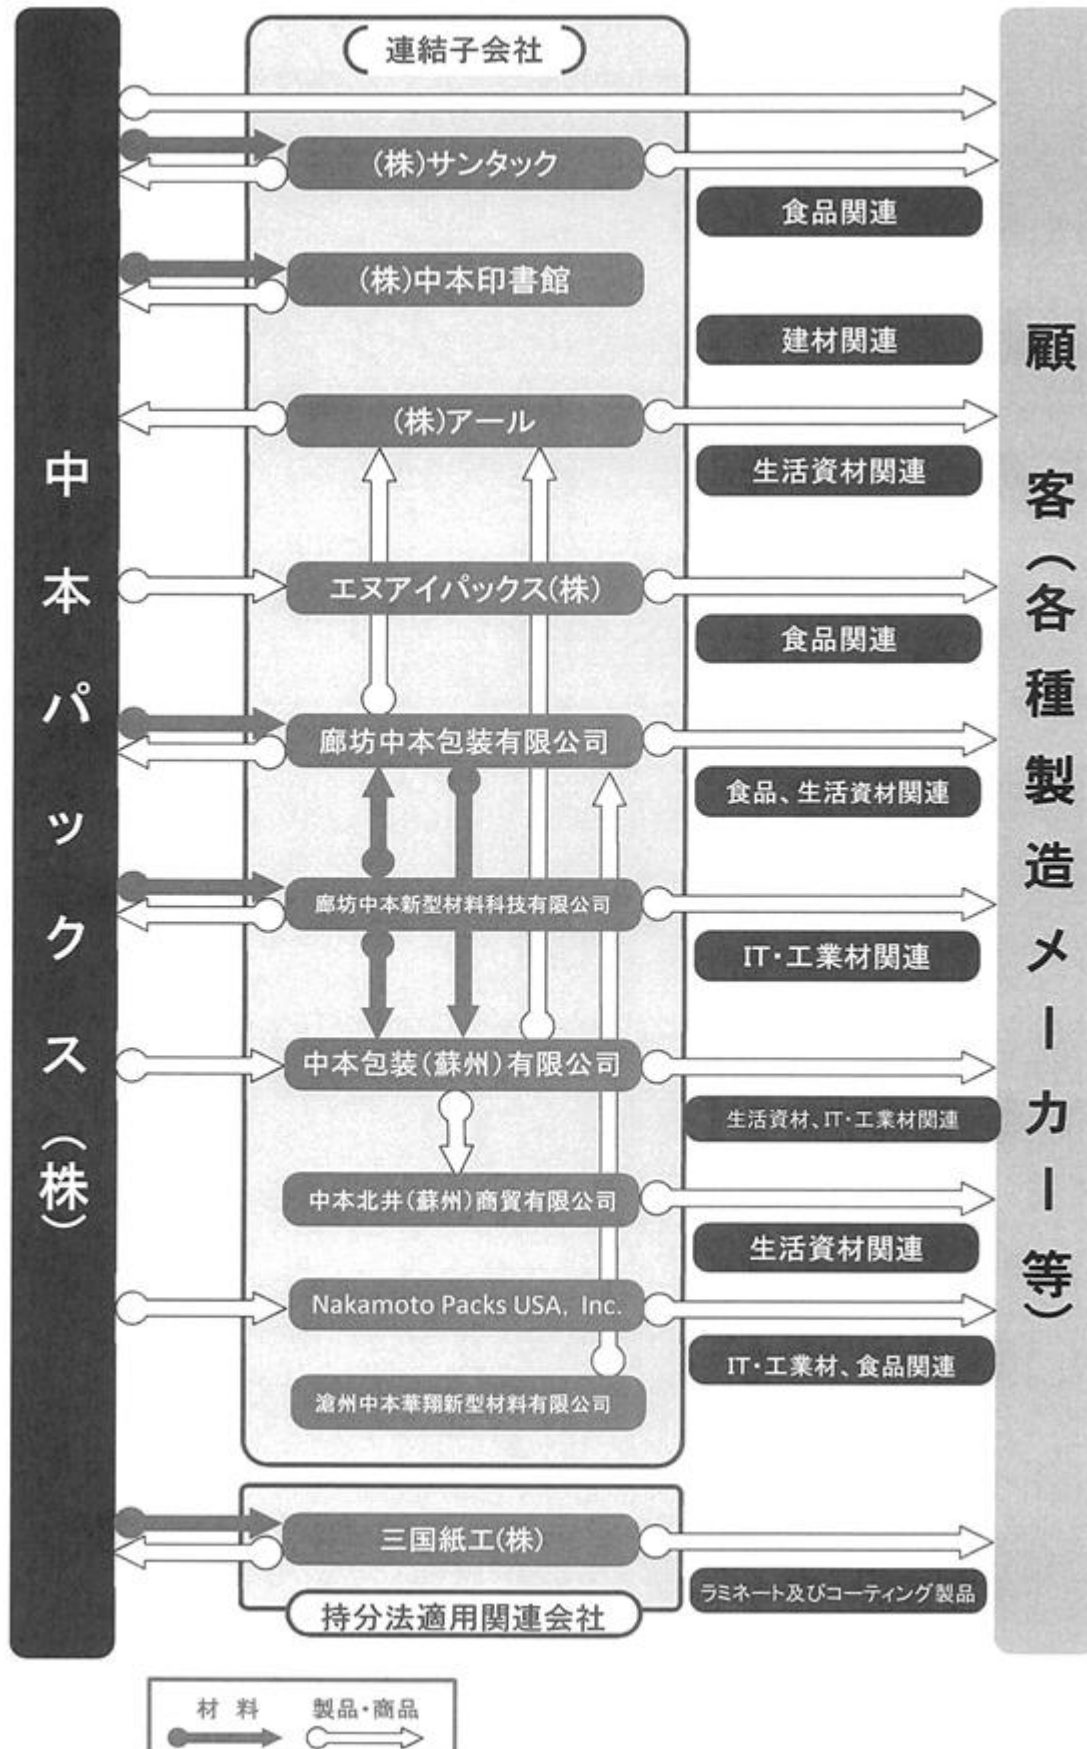 連結子会社
(株)サンタック
食品関連
(株)中本印書館
建材関連
(株)アール
生活資材関連
エヌアイパックス(株)
食品関連
廊坊中本包装有限公司
食品、生活資材関連
廊坊中本新型材料科技有限公司
IT・工業材関連
中本包装(蘇州)有限公司
生活資材、IT・工業材関連
中本北井(蘇州)商貿有限公司
生活資材関連
Nakamoto Packs USA, Inc.
IT・工業材、食品関連
滄州中本華翔新型材料有限公司
三国紙工(株)
ラミネート及びコーティング製品
持分法適用関連会社
中本パックス(株)
顧客(各種製造メーカー等)
材料 製品・商品